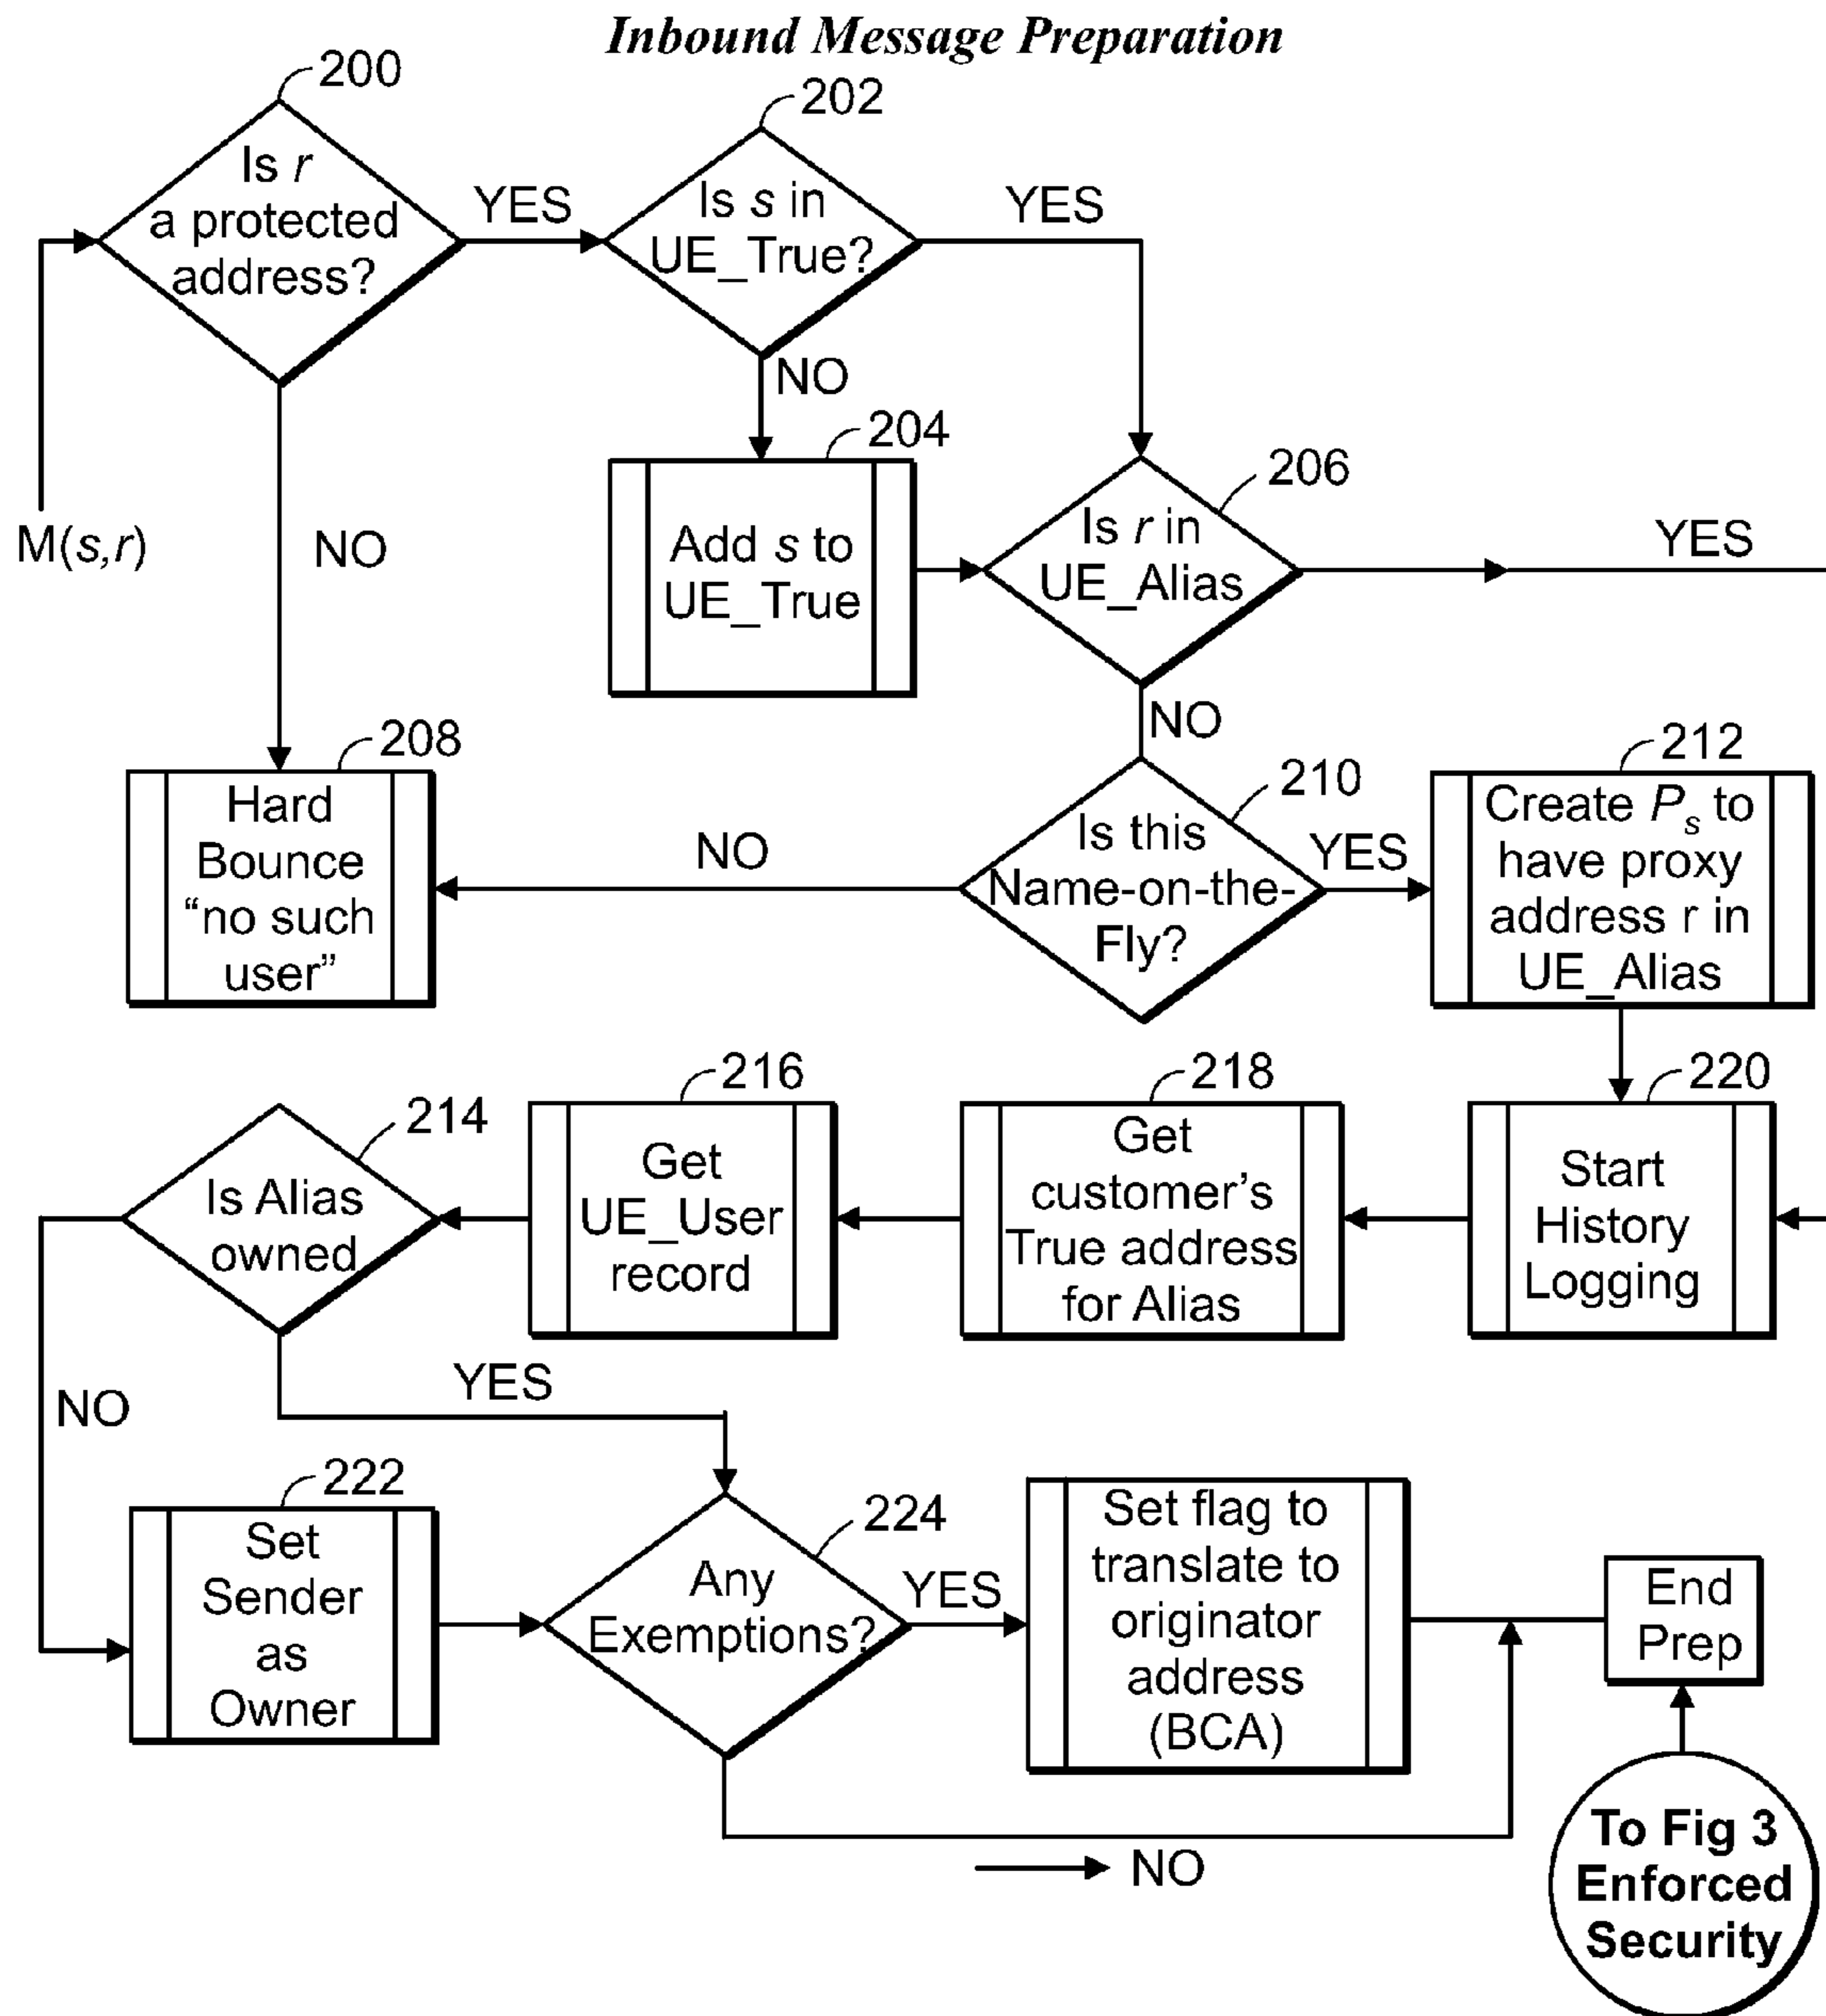 Inbound Message Preparation
200
Is r
a protected
address?
YES
202
Is s in
UE_True?
YES
NO
M(s,r)
NO
204
Add s to
UE_True
206
Is r in
UE_Alias
YES
NO
208
Hard
Bounce
“no such
user”
NO
210
Is this
Name-on-the-
Fly?
YES
212
Create Ps to
have proxy
address r in
UE_Alias
214
Is Alias
owned
216
Get
UE_User
record
218
Get
customer’s
True address
for Alias
220
Start
History
Logging
NO
YES
222
Set
Sender
as
Owner
224
Any
Exemptions?
YES
Set flag to
translate to
originator
address
(BCA)
End
Prep
NO
To Fig 3
Enforced
Security